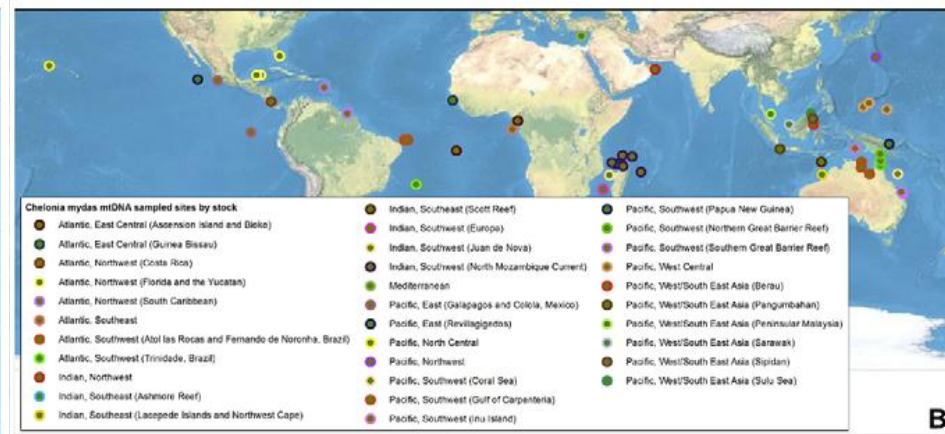 Chelonia mydas mtDNA sampled sites by stock
Atlantic, East Central (Ascension Island and Bioko)
Atlantic, East Central (Guinea Bissau)
Atlantic, Northwest (Costa Rica)
Atlantic, Northwest (Florida and the Yucatan)
Atlantic, Northwest (South Caribbean)
Atlantic, Southeast
Atlantic, Southwest (Atol las Rocas and Fernando de Noronha, Brazil)
Atlantic, Southwest (Trinidade, Brazil)
Indian, Northwest
Indian, Southeast (Ashmore Reef)
Indian, Southeast (Lacepede Islands and Northwest Cape)
Indian, Southeast (Scott Reef)
Indian, Southwest (Europa)
Indian, Southwest (Juan de Nova)
Indian, Southwest (North Mozambique Current)
Mediterranean
Pacific, East (Galapagos and Colola, Mexico)
Pacific, East (Revillagigedos)
Pacific, North Central
Pacific, Northwest
Pacific, Southwest (Coral Sea)
Pacific, Southwest (Gulf of Carpenteria)
Pacific, Southwest (Inu Island)
Pacific, Southwest (Papua New Guinea)
Pacific, Southwest (Northern Great Barrier Reef)
Pacific, Southwest (Southern Great Barrier Reef)
Pacific, West Central
Pacific, West/South East Asia (Berau)
Pacific, West/South East Asia (Pangumbahan)
Pacific, West/South East Asia (Peninsular Malaysia)
Pacific, West/South East Asia (Sarawak)
Pacific, West/South East Asia (Sipidan)
Pacific, West/South East Asia (Sulu Sea)
B